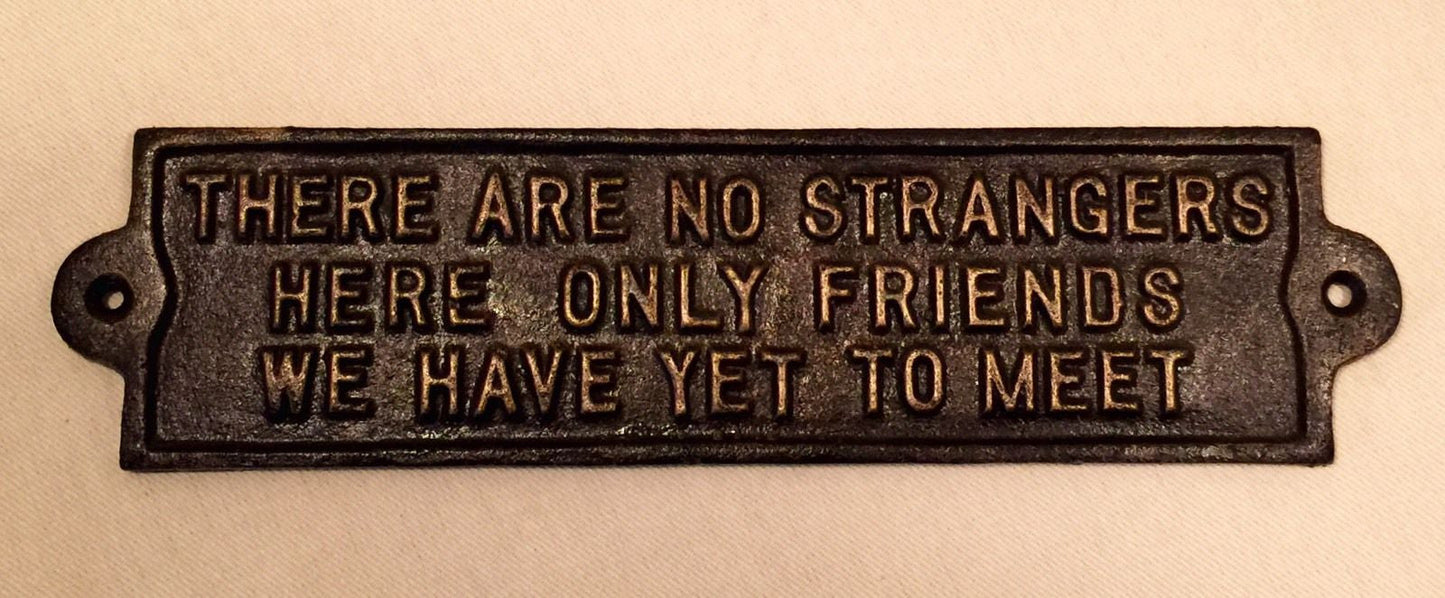 THERE ARE NO STRANGERS
HERE ONLY FRIENDS
WE HAVE YET TO MEET